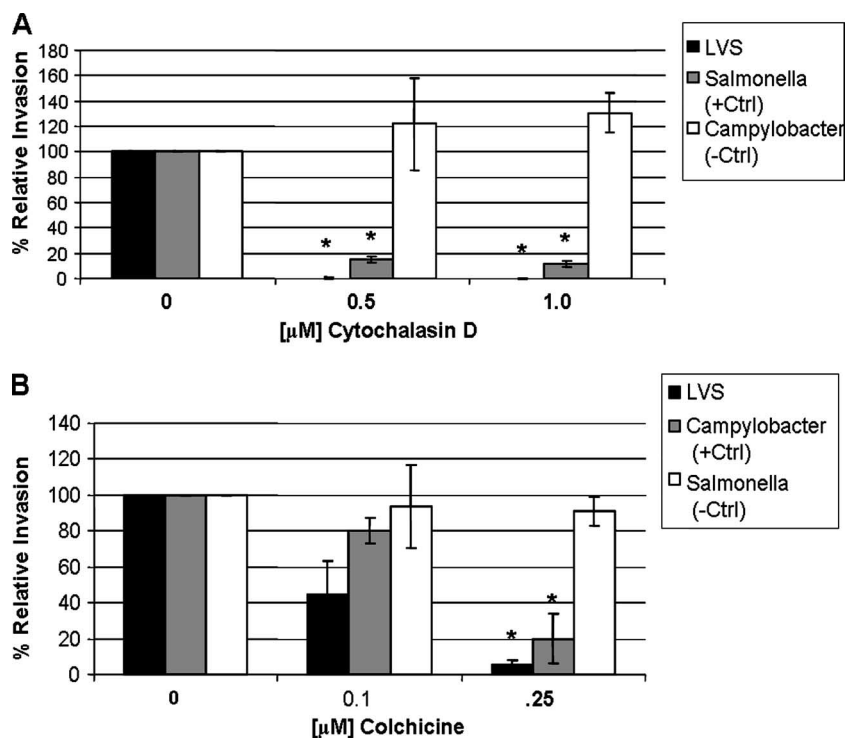 A
180
160
140
120
100
80
60
40
20
0
% Relative Invasion
* * * *
0 0.5 1.0
[µM] Cytochalasin D
LVS
Salmonella
(+Ctrl)
Campylobacter
(-Ctrl)
B
140
120
100
80
60
40
20
0
% Relative Invasion
* *
0 0.1 .25
[µM] Colchicine
LVS
Campylobacter
(+Ctrl)
Salmonella
(-Ctrl)